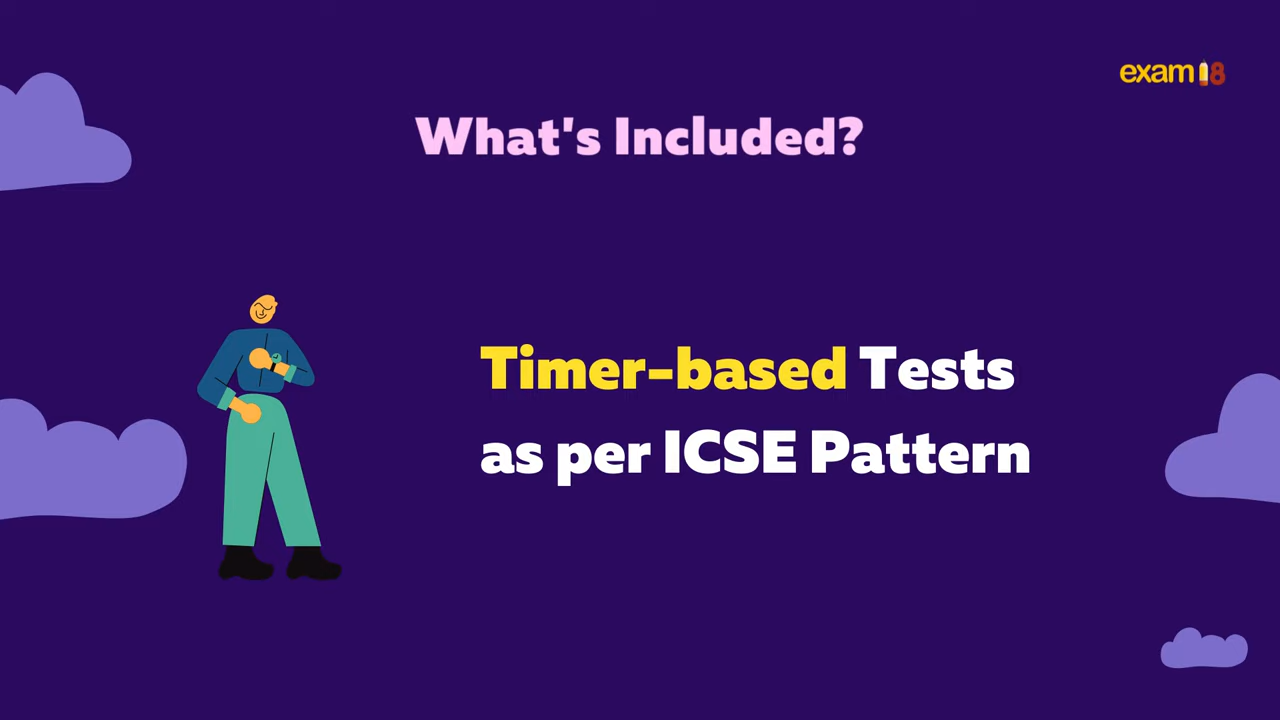 exam18
What's Included?
Timer-based Tests
as per ICSE Pattern